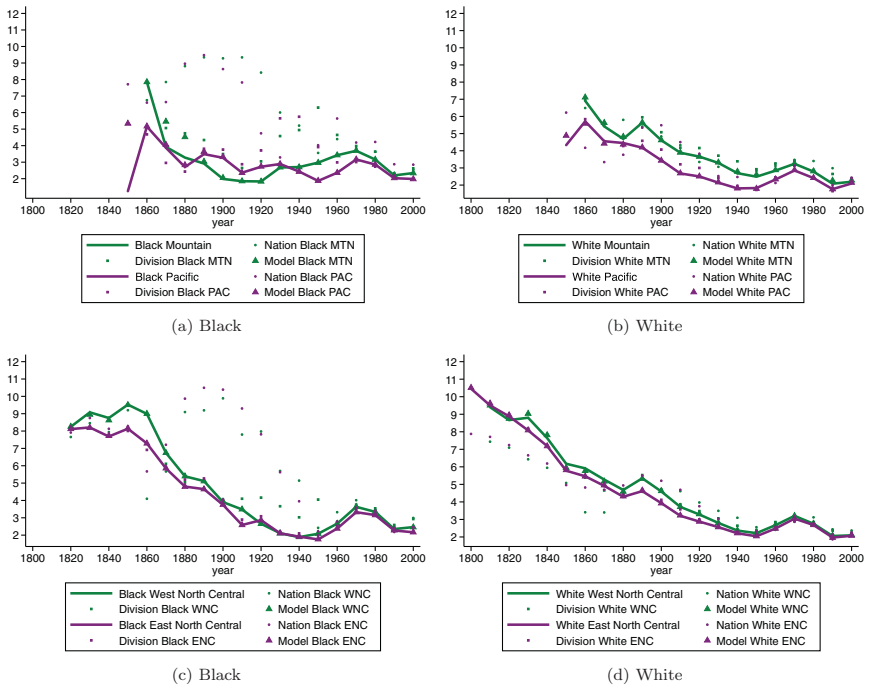 12
11
10
9
8
7
6
5
4
3
2
1800 1820 1840 1860 1880 1900 1920 1940 1960 1980 2000
year
Black Mountain Nation Black MTN
Division Black MTN Model Black MTN
Black Pacific Nation Black PAC
Division Black PAC Model Black PAC
(a) Black
12
11
10
9
8
7
6
5
4
3
2
1800 1820 1840 1860 1880 1900 1920 1940 1960 1980 2000
year
White Mountain Nation White MTN
Division White MTN Model White MTN
White Pacific Nation White PAC
Division White PAC Model White PAC
(b) White
12
11
10
9
8
7
6
5
4
3
2
1800 1820 1840 1860 1880 1900 1920 1940 1960 1980 2000
year
Black West North Central Nation Black WNC
Division Black WNC Model Black WNC
Black East North Central Nation Black ENC
Division Black ENC Model Black ENC
(c) Black
12
11
10
9
8
7
6
5
4
3
2
1800 1820 1840 1860 1880 1900 1920 1940 1960 1980 2000
year
White West North Central Nation White WNC
Division White WNC Model White WNC
White East North Central Nation White ENC
Division White ENC Model White ENC
(d) White